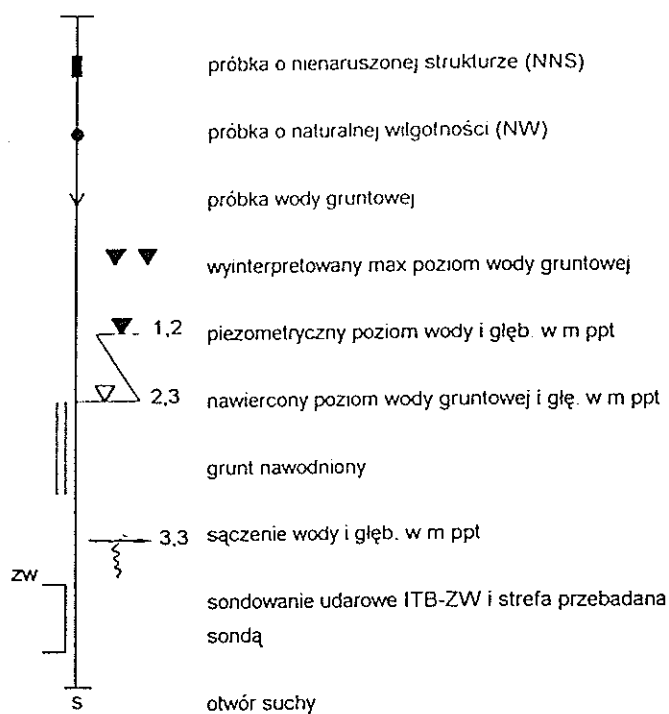 próbka o nienaruszonej strukturze (NNS)
próbka o naturalnej wilgotności (NW)
próbka wody gruntowej
wyinterpretowany max poziom wody gruntowej
1,2 piezometryczny poziom wody i głęb. w m ppt
2,3 nawiercony poziom wody gruntowej i głę. w m ppt
grunt nawodniony
3,3 sączenie wody i głęb. w m ppt
ZW
sondowanie udarowe ITB-ZW i strefa przebadana
sondą
S otwór suchy